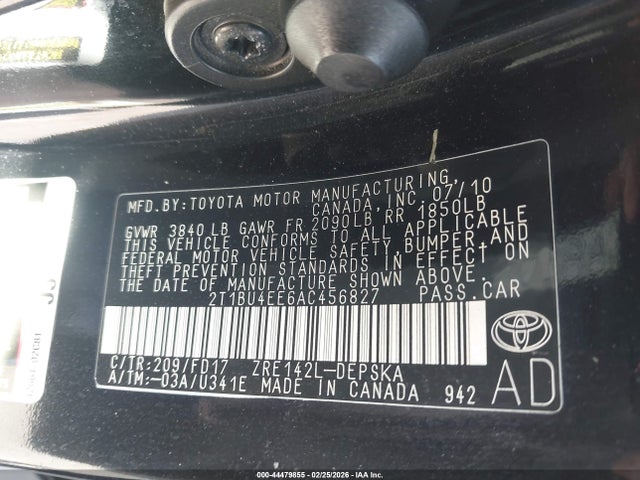 MFD.BY:TOYOTA MOTOR MANUFACTURING,
CANADA,INC. 07/10
GVWR 3840LB GAWR FR 2090LB RR 1850LB
THIS VEHICLE CONFORMS TO ALL APPLICABLE
FEDERAL MOTOR VEHICLE SAFETY, BUMPER,AND
THEFT PREVENTION STANDARDS IN EFFECT ON
THE DATE OF MANUFACTURE SHOWN ABOVE.
2T1BU4EE6AC456827 PASS.CAR
C/TR:209/FD17 ZRE142L-DEPSKA
A/TM:-03A/U341E MADE IN CANADA 942
AD
000-44479855 - 02/25/2026 - IAA Inc.